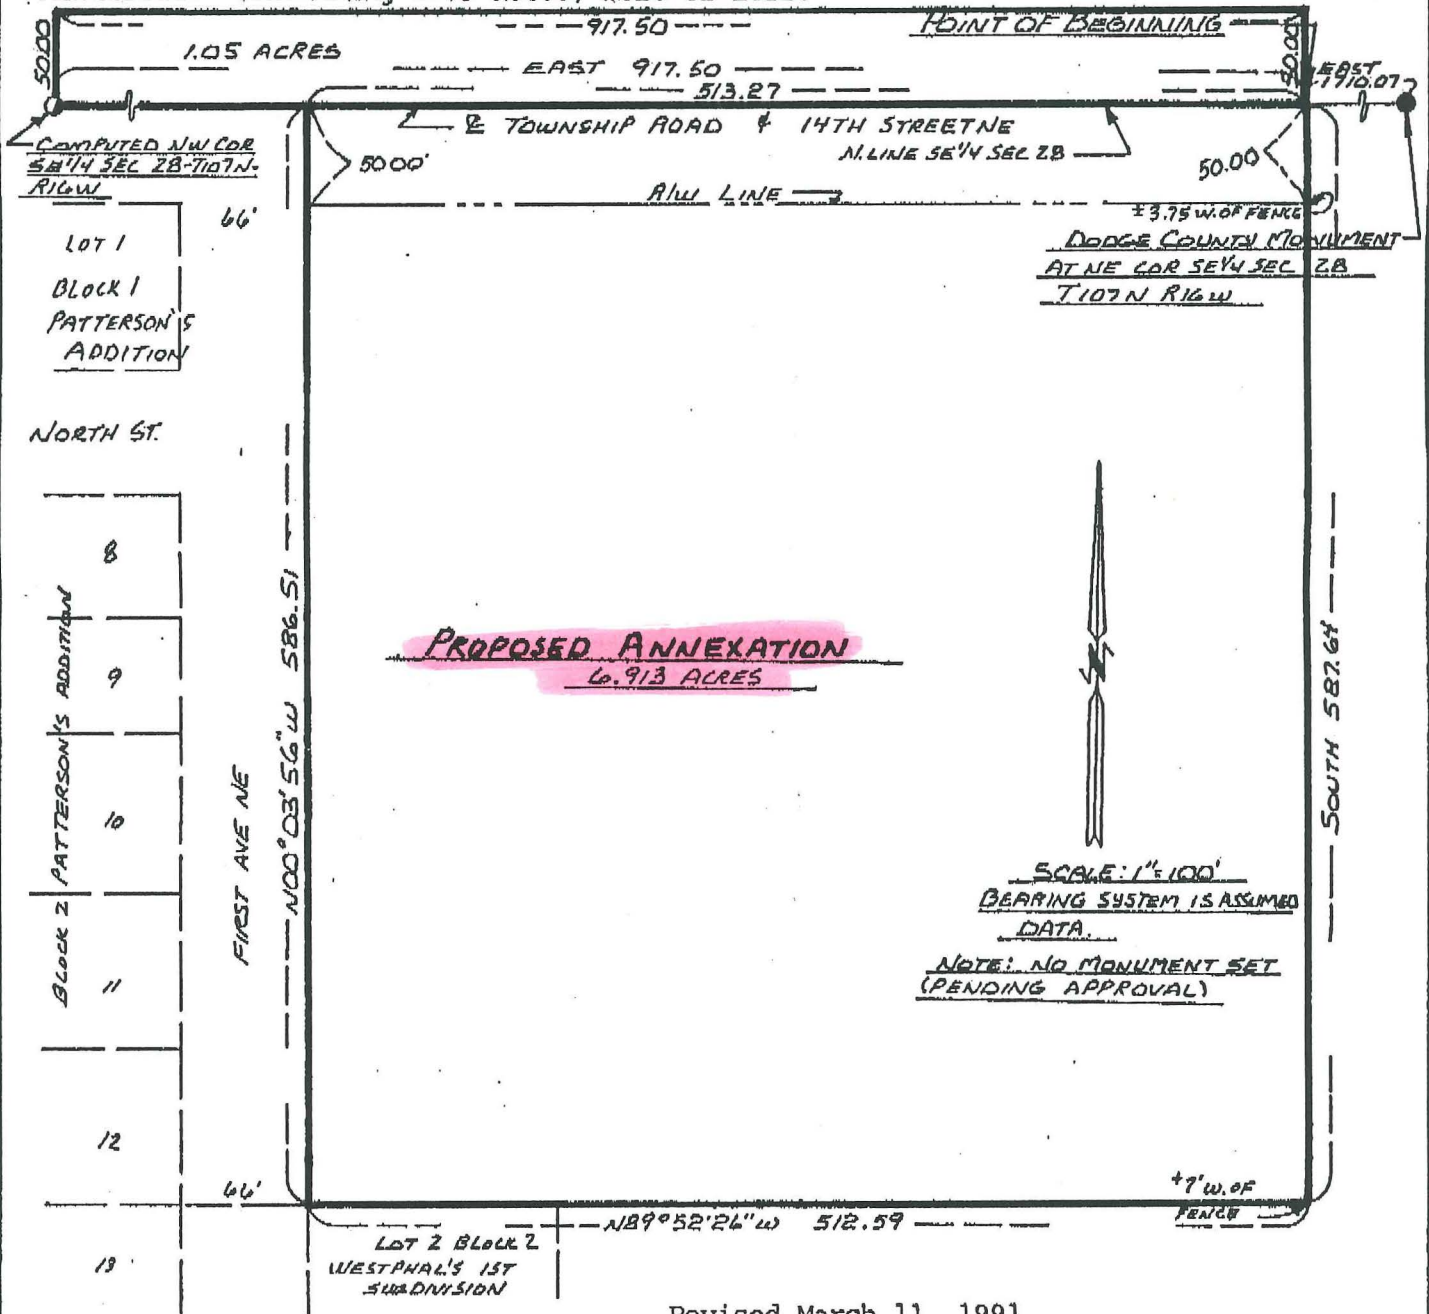 917.50
POINT OF BEGINNING
50.00
50.00
1.05 ACRES
EAST 917.50
EAST
1710.07
513.27
℄ TOWNSHIP ROAD & 14TH STREET NE
N. LINE SE 1/4 SEC 28
COMPUTED NW COR
SE 1/4 SEC 28-T107N-
R16W
50.00'
50.00
R/W LINE
66'
± 3.75 W. OF FENCE
DODGE COUNTY MONUMENT
AT NE COR SE 1/4 SEC 28
T107N R16W
LOT 1
BLOCK 1
PATTERSON'S
ADDITION
NORTH ST.
8
9
10
11
12
13
BLOCK 2 PATTERSON'S ADDITION
FIRST AVE NE
N00°03'56"W 586.51
PROPOSED ANNEXATION
6.913 ACRES
N
SOUTH 587.64'
SCALE: 1"=100'
BEARING SYSTEM IS ASSUMED
DATA.
NOTE: NO MONUMENT SET
(PENDING APPROVAL)
66'
±7' W. OF
FENCE
N89°52'26"W 512.59
LOT 2 BLOCK 2
WESTPHAL'S 1ST
SUBDIVISION
Revised March 11, 1991